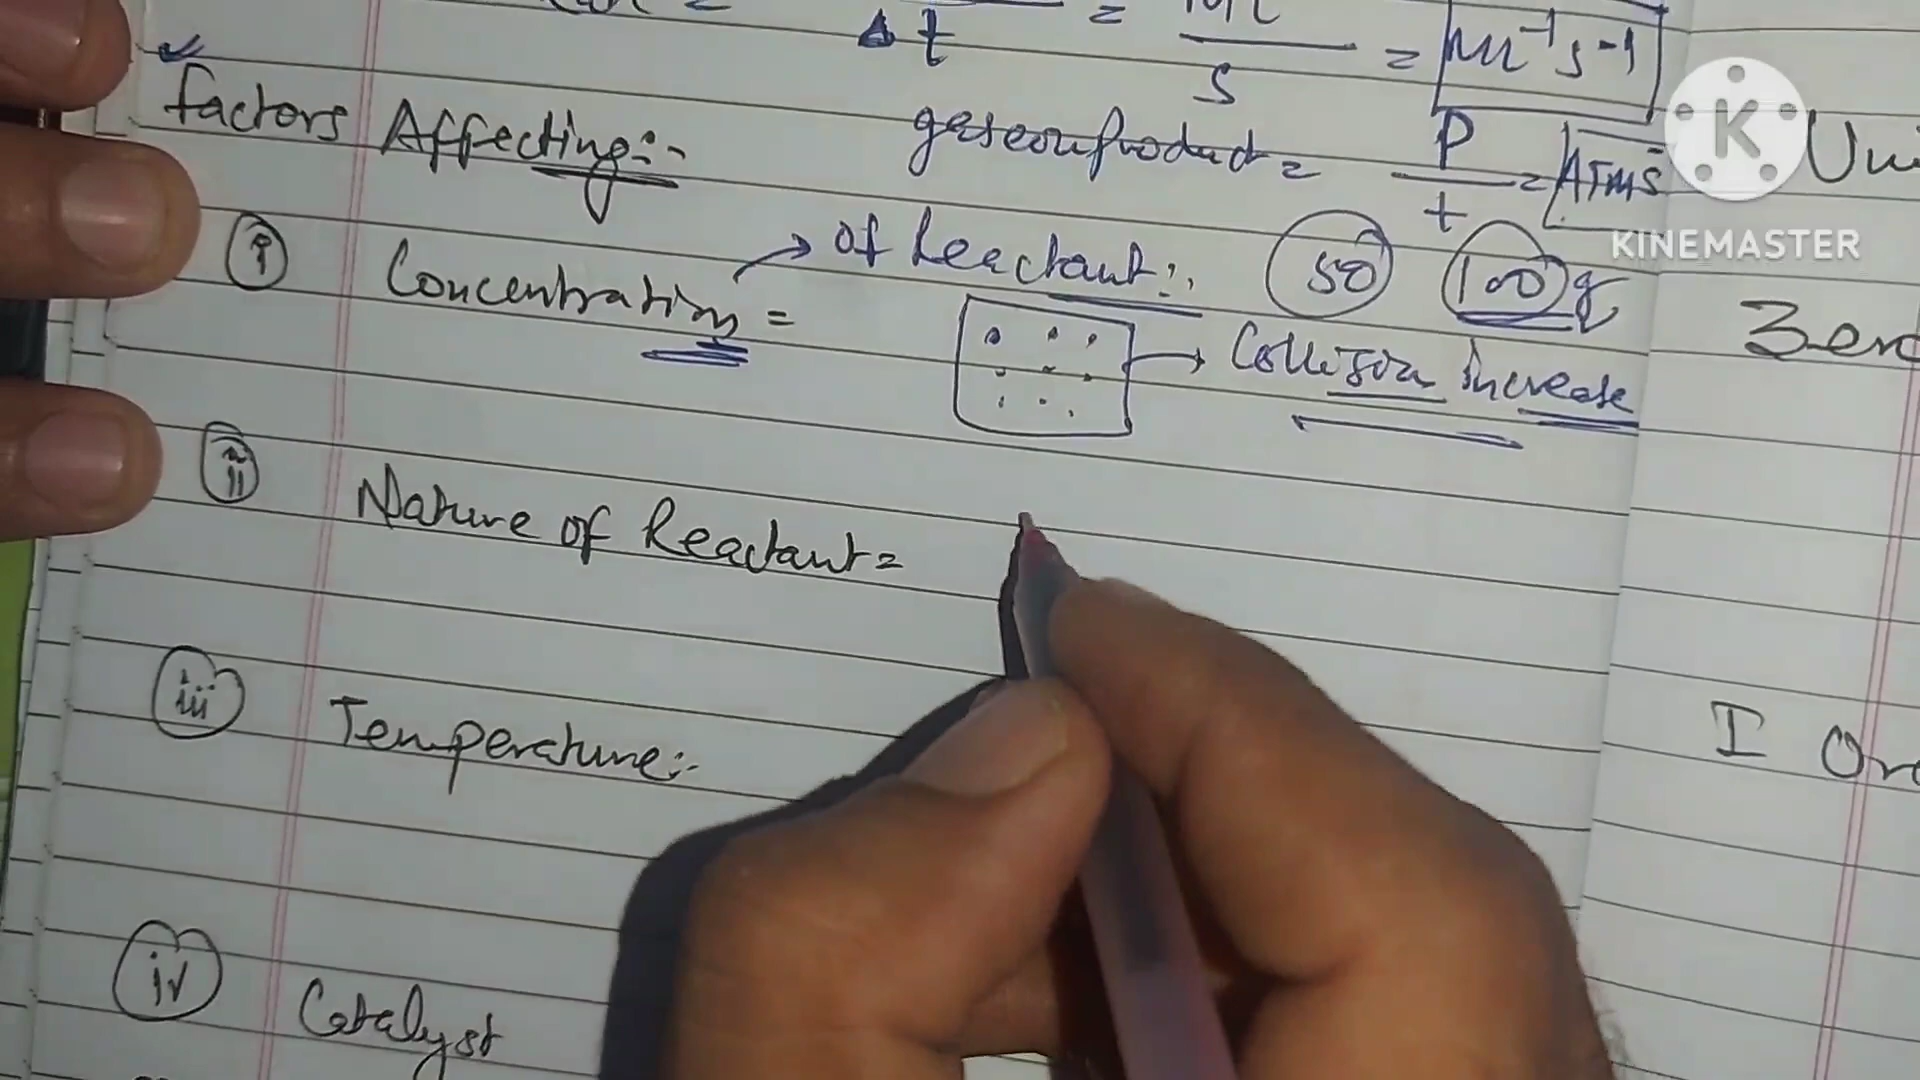 Δt = S = M⁻¹s⁻¹
factors Affecting:-
gaseous product = P/t = Atms⁻
K
KINEMASTER
(i) Concentration = → of Reactant:- 50 100g
→ Collision increase
Zero
(ii) Nature of Reactant =
(iii) Temperature:-
I Ord
(iv) Catalyst